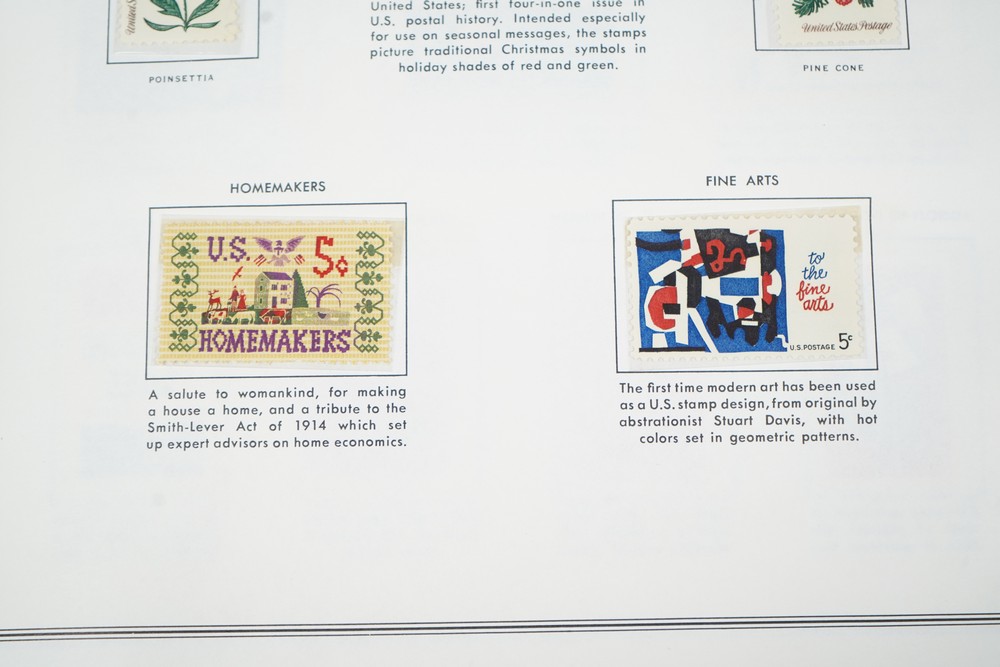 United States
United States; first four-in-one issue in
U.S. postal history. Intended especially
for use on seasonal messages, the stamps
picture traditional Christmas symbols in
holiday shades of red and green.
United States Postage
POINSETTIA
PINE CONE
HOMEMAKERS
U.S. 5¢
HOMEMAKERS
A salute to womankind, for making
a house a home, and a tribute to the
Smith-Lever Act of 1914 which set
up expert advisors on home economics.
FINE ARTS
to
the
fine
arts
U.S. POSTAGE 5¢
The first time modern art has been used
as a U.S. stamp design, from original by
abstrationist Stuart Davis, with hot
colors set in geometric patterns.